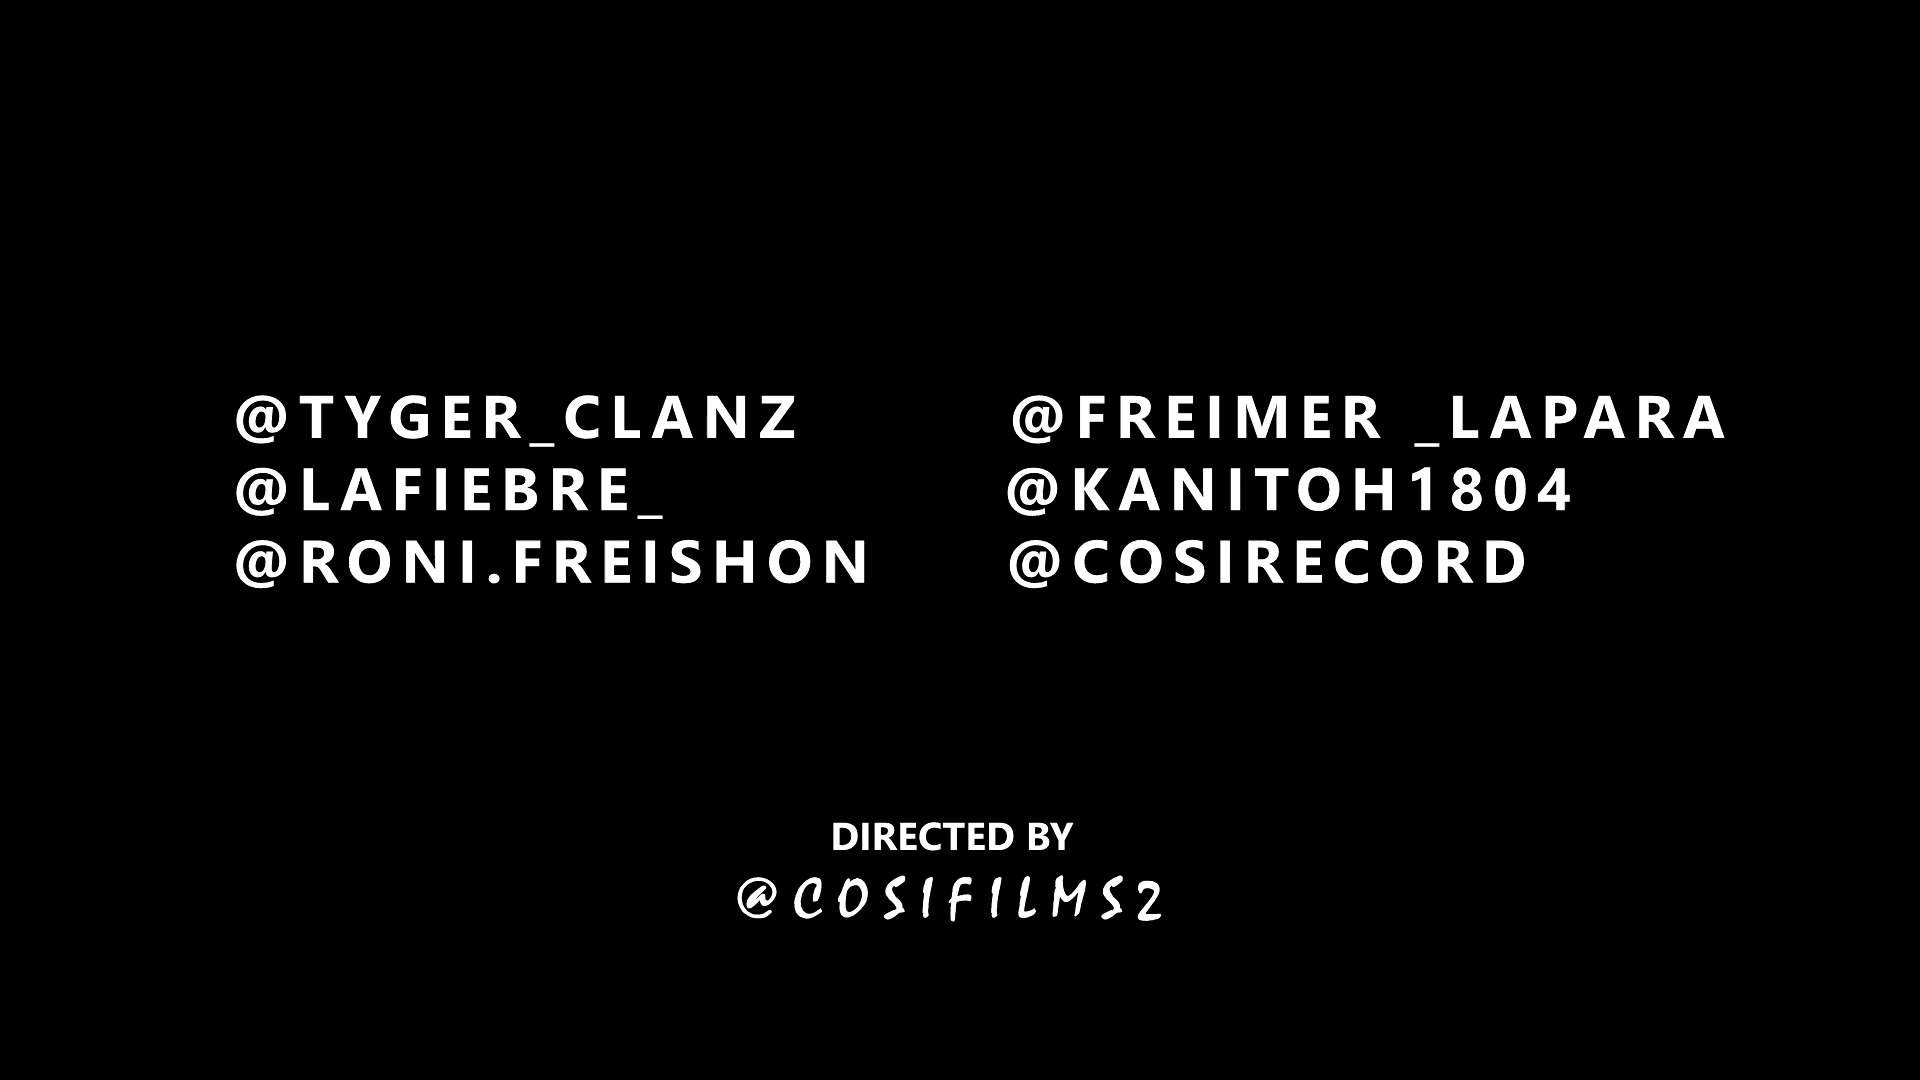 @TYGER_CLANZ
@LAFIEBRE_
@RONI.FREISHON
@FREIMER _LAPARA
@KANITOH1804
@COSIRECORD
DIRECTED BY
@COSIFILMS2